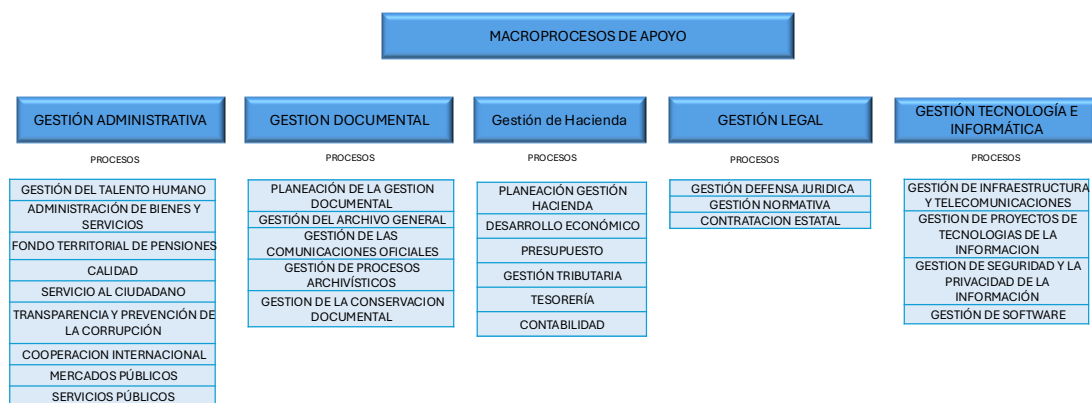 MACROPROCESOS DE APOYO
GESTIÓN ADMINISTRATIVA
PROCESOS
GESTIÓN DEL TALENTO HUMANO
ADMINISTRACIÓN DE BIENES Y
SERVICIOS
FONDO TERRITORIAL DE PENSIONES
CALIDAD
SERVICIO AL CIUDADANO
TRANSPARENCIA Y PREVENCIÓN DE
LA CORRUPCIÓN
COOPERACION INTERNACIONAL
MERCADOS PÚBLICOS
SERVICIOS PÚBLICOS
GESTION DOCUMENTAL
PROCESOS
PLANEACIÓN DE LA GESTION
DOCUMENTAL
GESTIÓN DEL ARCHIVO GENERAL
GESTIÓN DE LAS
COMUNICACIONES OFICIALES
GESTIÓN DE PROCESOS
ARCHIVÍSTICOS
GESTION DE LA CONSERVACION
DOCUMENTAL
Gestión de Hacienda
PROCESOS
PLANEACIÓN GESTIÓN
HACIENDA
DESARROLLO ECONÓMICO
PRESUPUESTO
GESTIÓN TRIBUTARIA
TESORERÍA
CONTABILIDAD
GESTIÓN LEGAL
PROCESOS
GESTIÓN DEFENSA JURIDICA
GESTIÓN NORMATIVA
CONTRATACION ESTATAL
GESTIÓN TECNOLOGÍA E
INFORMÁTICA
PROCESOS
GESTIÓN DE INFRAESTRUCTURA
Y TELECOMUNICACIONES
GESTION DE PROYECTOS DE
TECNOLOGIAS DE LA
INFORMACION
GESTION DE SEGURIDAD Y LA
PRIVACIDAD DE LA
INFORMACIÓN
GESTIÓN DE SOFTWARE